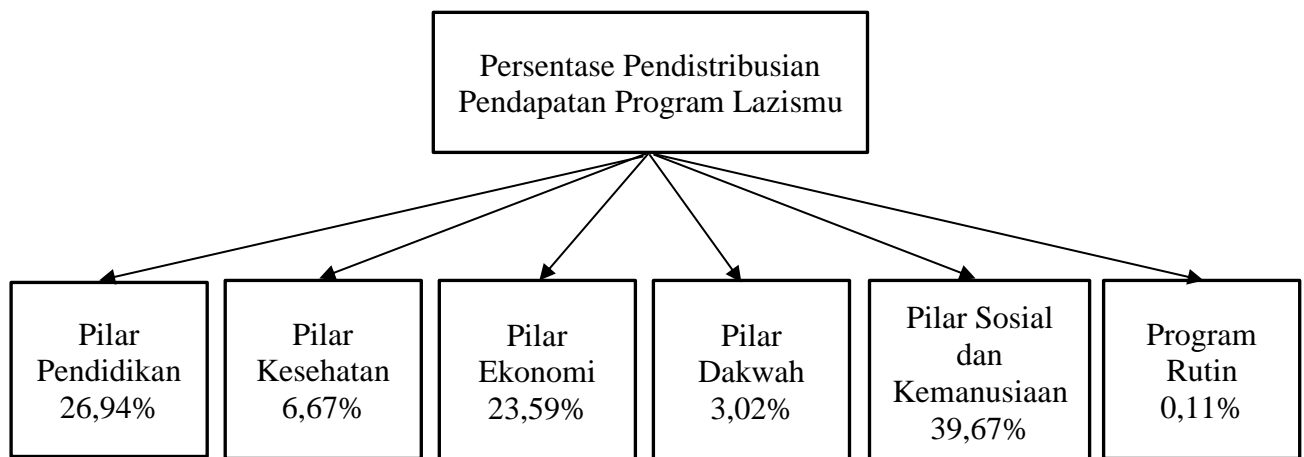 Persentase Pendistribusian
Pendapatan Program Lazismu
Pilar
Pendidikan
26,94%
Pilar
Kesehatan
6,67%
Pilar
Ekonomi
23,59%
Pilar
Dakwah
3,02%
Pilar Sosial
dan
Kemanusiaan
39,67%
Program
Rutin
0,11%